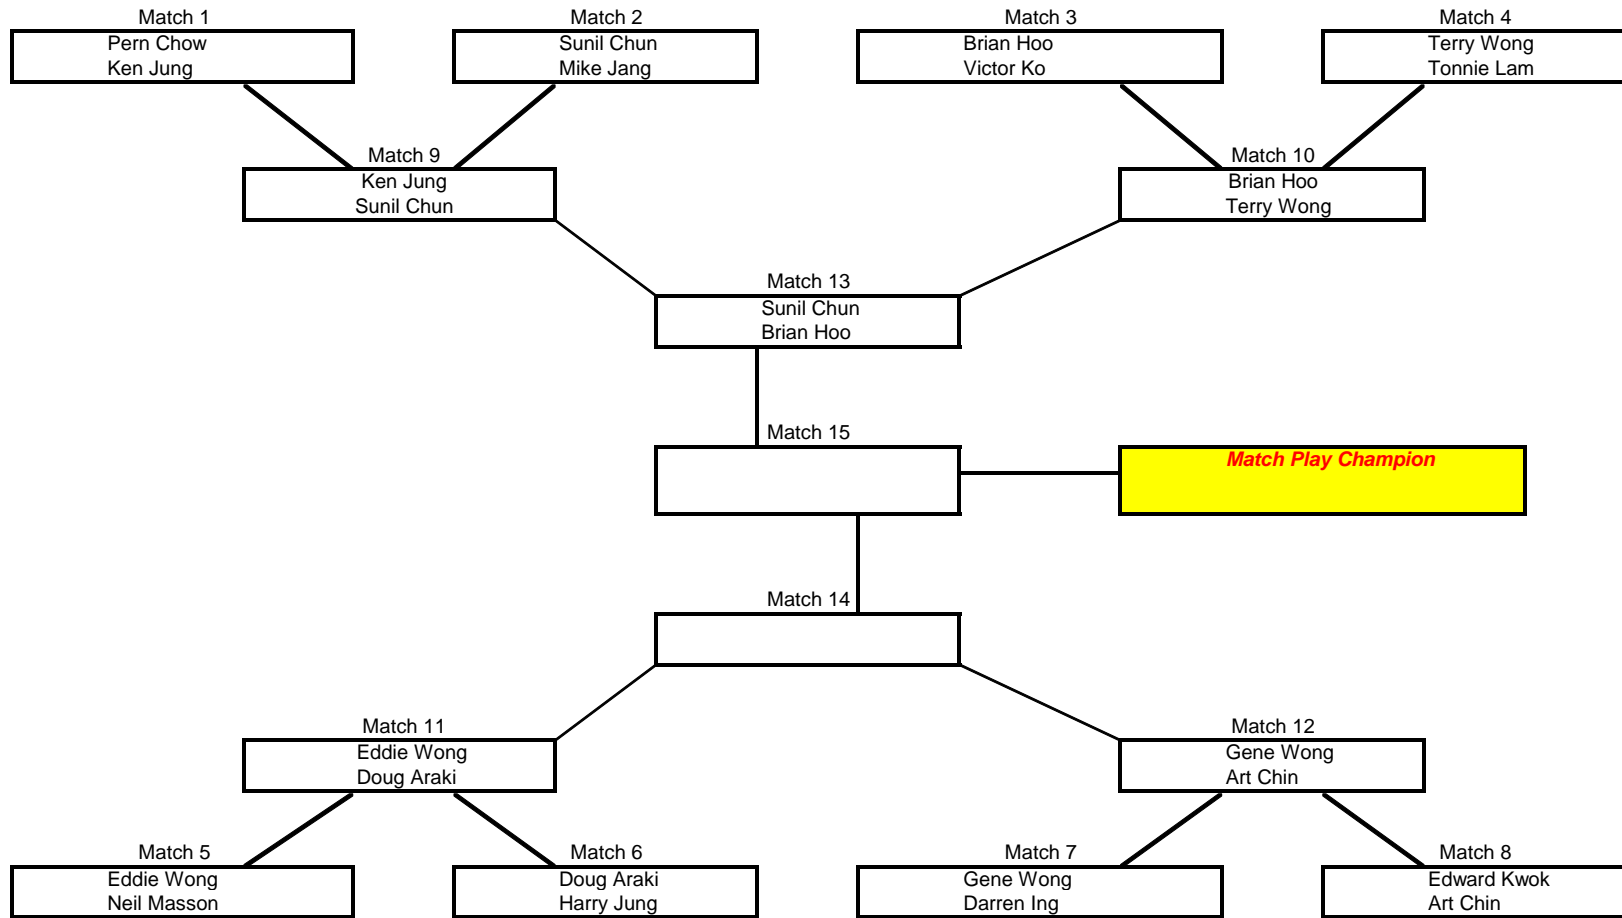 Match 1
Pern Chow
Ken Jung
Match 2
Sunil Chun
Mike Jang
Match 3
Brian Hoo
Victor Ko
Match 4
Terry Wong
Tonnie Lam
Match 9
Ken Jung
Sunil Chun
Match 10
Brian Hoo
Terry Wong
Match 13
Sunil Chun
Brian Hoo
Match 15
Match Play Champion
Match 14
Match 11
Eddie Wong
Doug Araki
Match 12
Gene Wong
Art Chin
Match 5
Eddie Wong
Neil Masson
Match 6
Doug Araki
Harry Jung
Match 7
Gene Wong
Darren Ing
Match 8
Edward Kwok
Art Chin